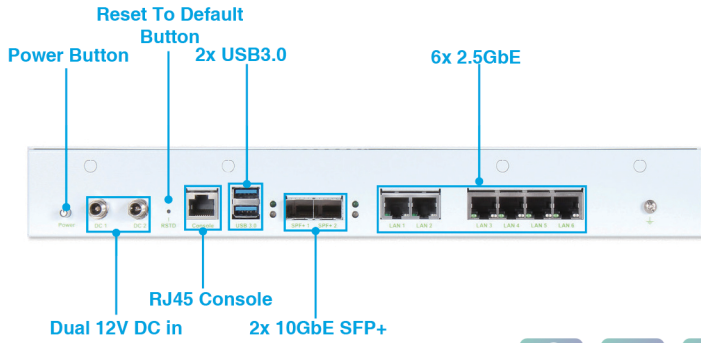 Reset To Default
Button
Power Button
2x USB3.0
6x 2.5GbE
Power
DC 1
DC 2
RSTD
Console
USB 3.0
SPF+ 1
SPF+ 2
LAN 1
LAN 2
LAN 3
LAN 4
LAN 5
LAN 6
RJ45 Console
Dual 12V DC in
2x 10GbE SFP+